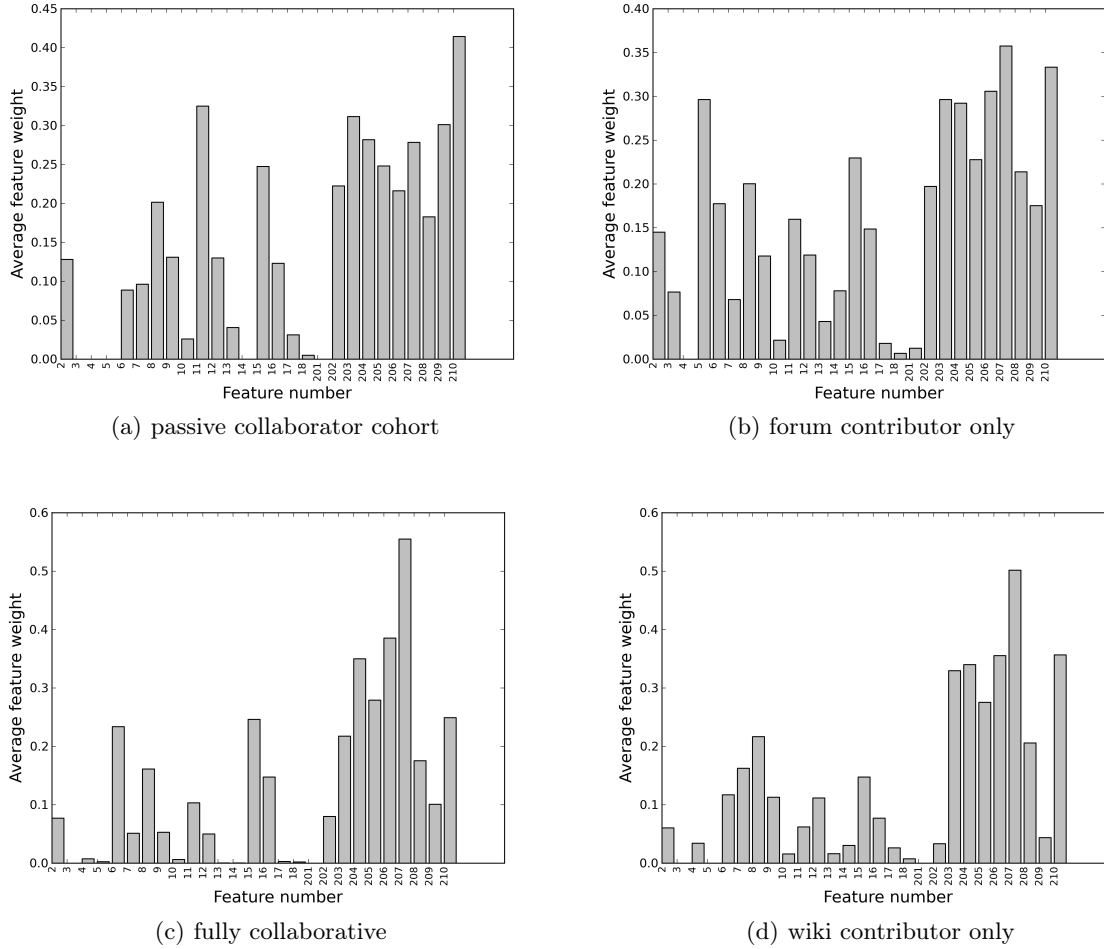 0.45
0.40
0.35
0.30
0.25
0.20
0.15
0.10
0.05
0.00
Average feature weight
2 3 4 5 6 7 8 9 10 11 12 13 14 15 16 17 18 201 202 203 204 205 206 207 208 209 210
Feature number
(a) passive collaborator cohort
0.40
0.35
0.30
0.25
0.20
0.15
0.10
0.05
0.00
Average feature weight
2 3 4 5 6 7 8 9 10 11 12 13 14 15 16 17 18 201 202 203 204 205 206 207 208 209 210
Feature number
(b) forum contributor only
0.6
0.5
0.4
0.3
0.2
0.1
0.0
Average feature weight
2 3 4 5 6 7 8 9 10 11 12 13 14 15 16 17 18 201 202 203 204 205 206 207 208 209 210
Feature number
(c) fully collaborative
0.6
0.5
0.4
0.3
0.2
0.1
0.0
Average feature weight
2 3 4 5 6 7 8 9 10 11 12 13 14 15 16 17 18 201 202 203 204 205 206 207 208 209 210
Feature number
(d) wiki contributor only